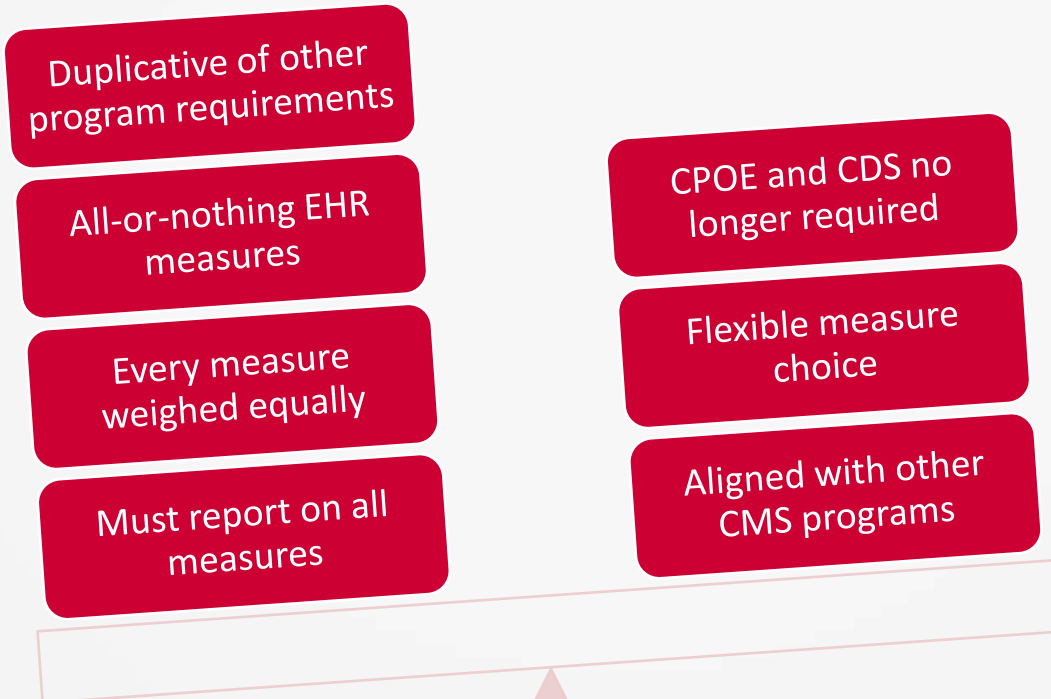 Duplicative of other
program requirements
All-or-nothing EHR
measures
Every measure
weighed equally
Must report on all
measures
CPOE and CDS no
longer required
Flexible measure
choice
Aligned with other
CMS programs